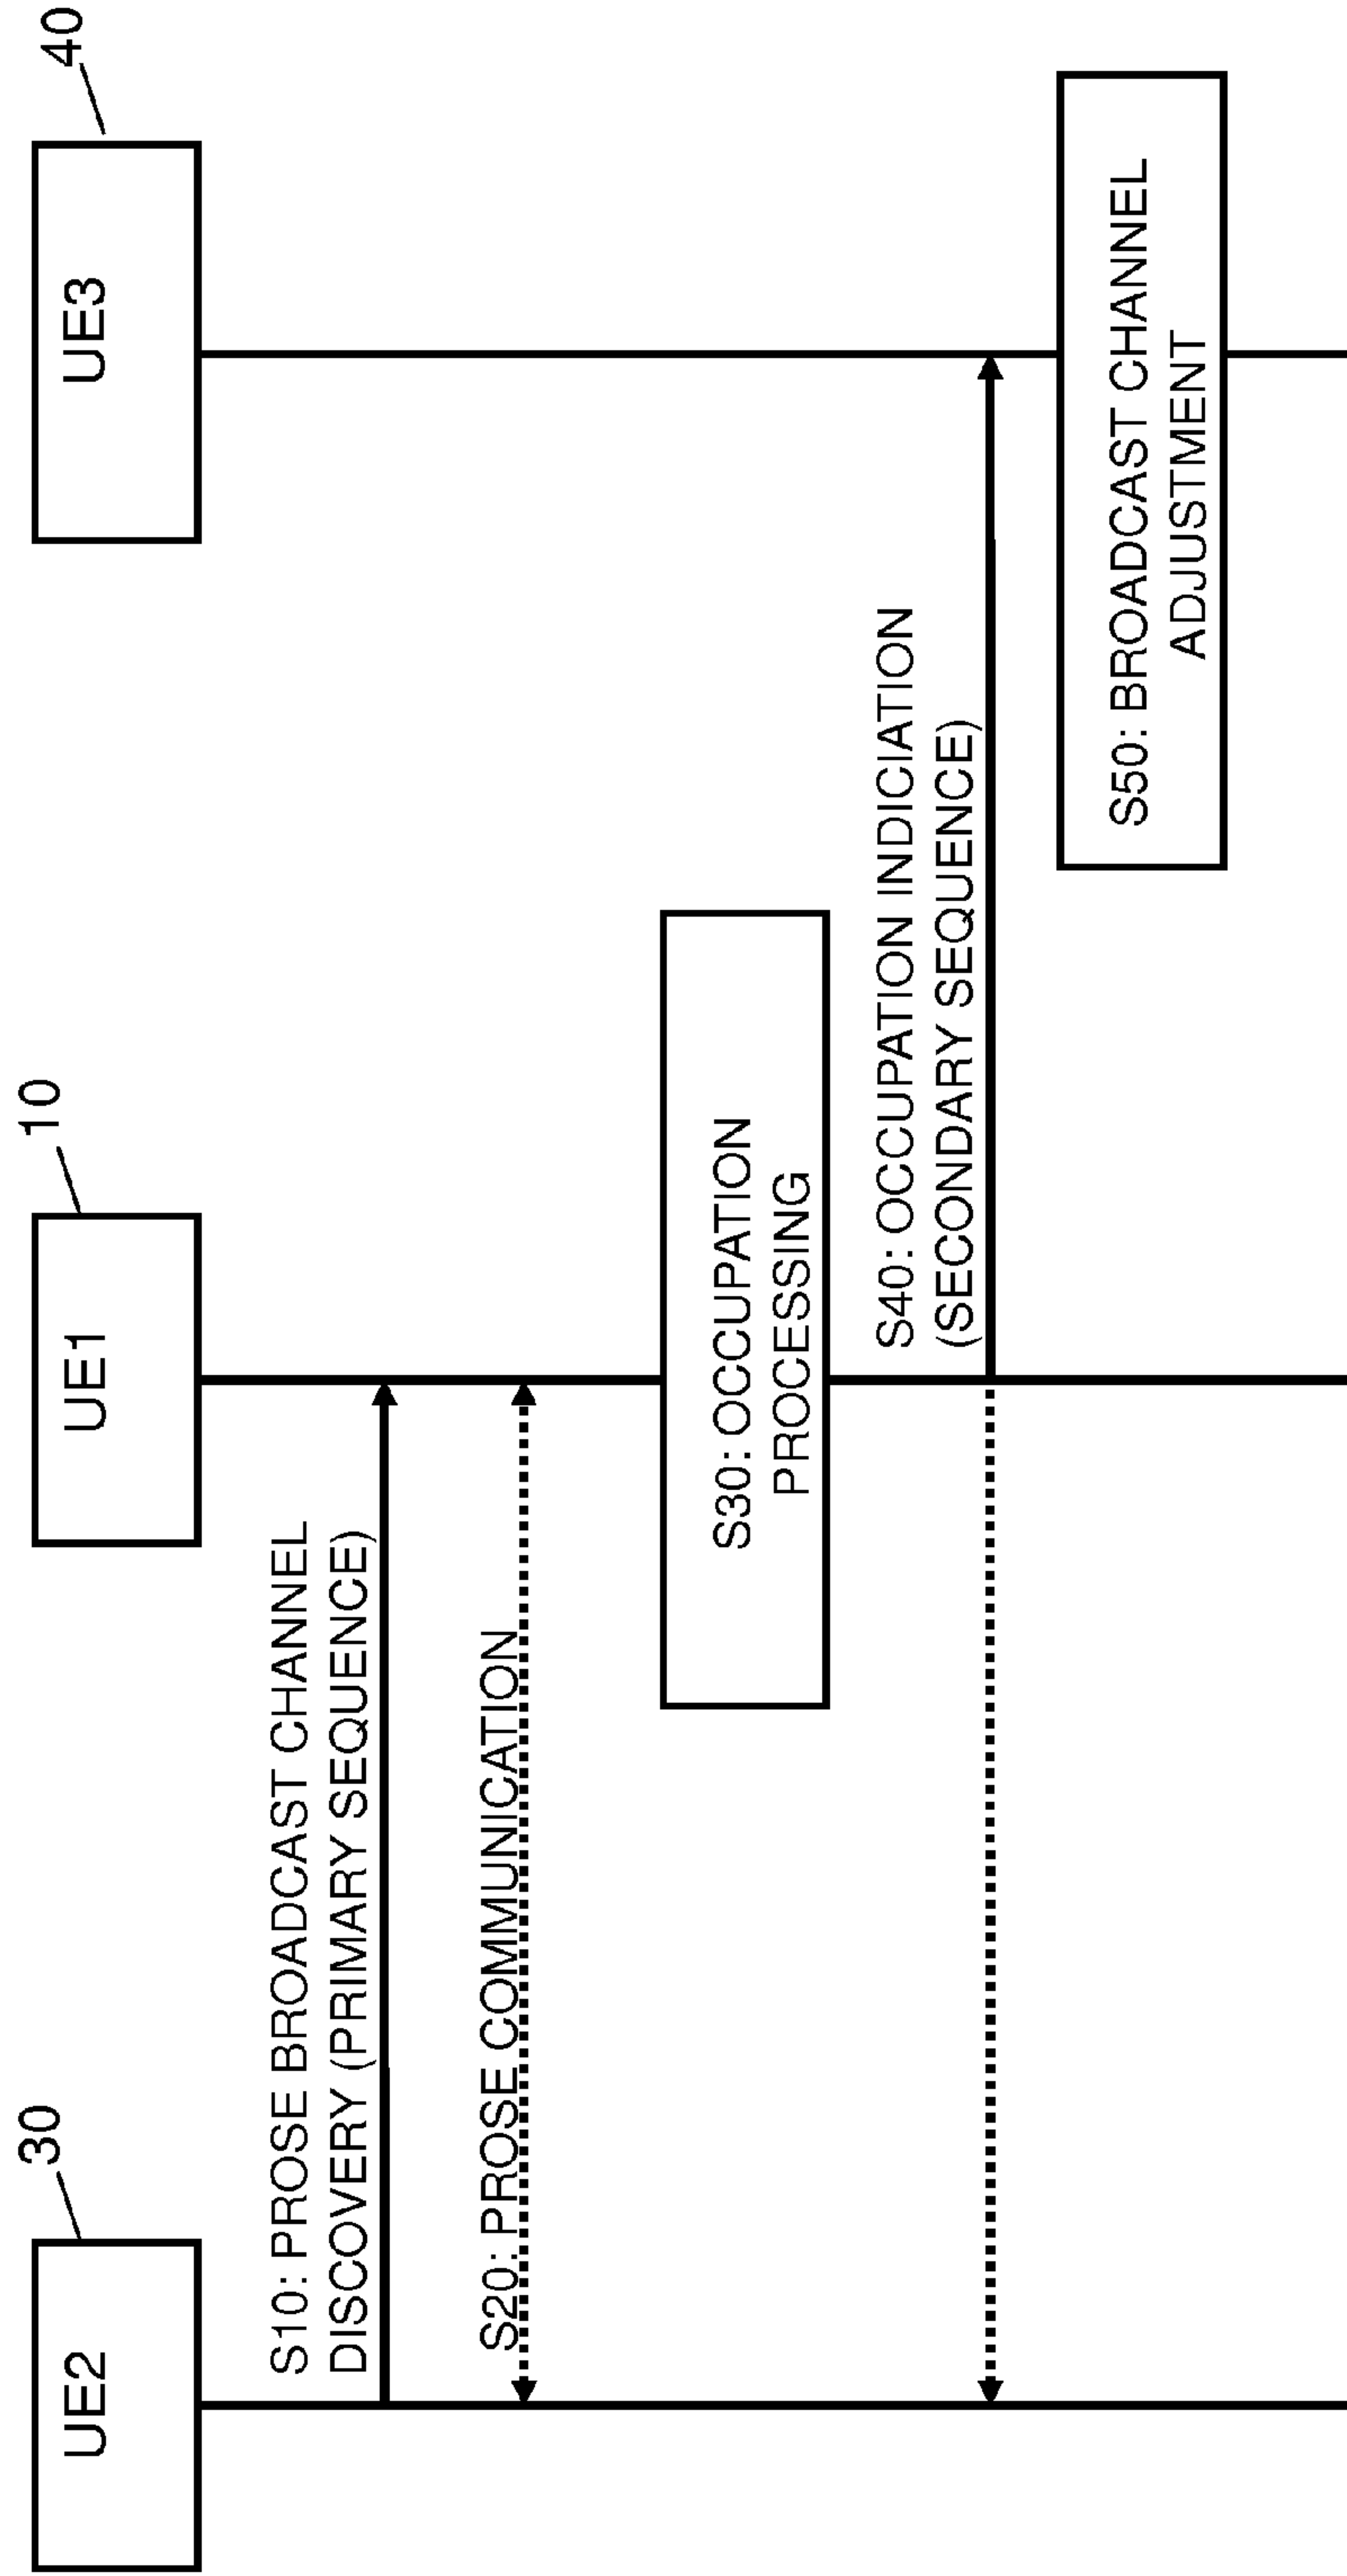 30
10
40
UE2
UE1
UE3
S10: PROSE BROADCAST CHANNEL
DISCOVERY (PRIMARY SEQUENCE)
S20: PROSE COMMUNICATION
S30: OCCUPATION
PROCESSING
S40: OCCUPATION INDICIATION
(SECONDARY SEQUENCE)
S50: BROADCAST CHANNEL
ADJUSTMENT